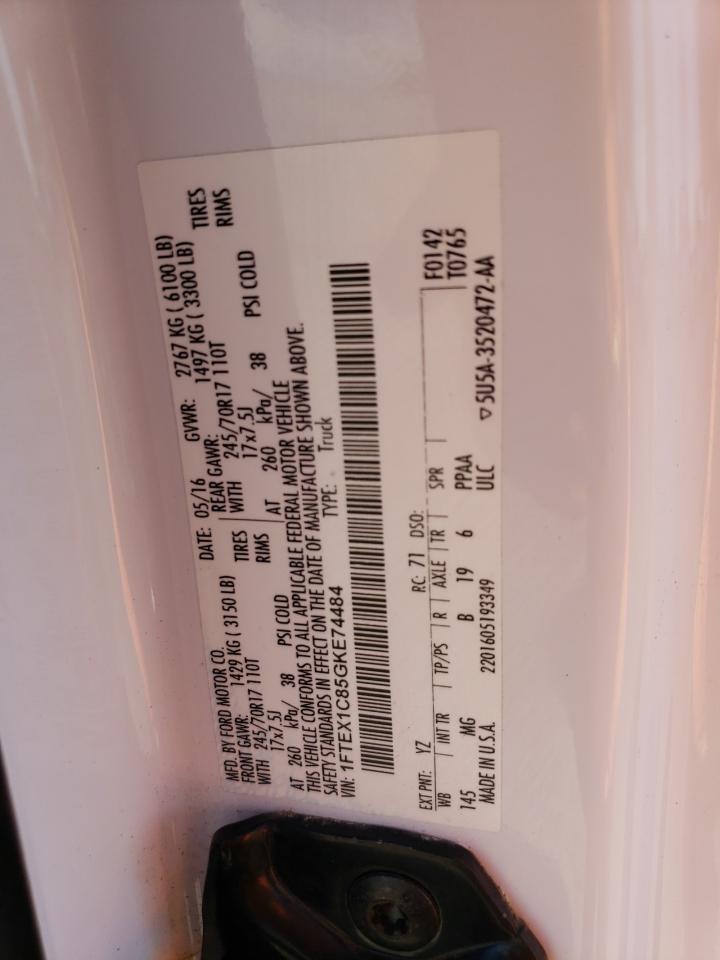 MFD. BY FORD MOTOR CO. DATE: 05/16 GVWR: 2767 KG ( 6100 LB)
FRONT GAWR: 1429 KG ( 3150 LB) REAR GAWR: 1497 KG ( 3300 LB)
WITH 245/70R17 110T TIRES WITH 245/70R17 110T TIRES
17x7.5J RIMS 17x7.5J RIMS
AT 260 kPa/ 38 PSI COLD AT 260 kPa/ 38 PSI COLD
THIS VEHICLE CONFORMS TO ALL APPLICABLE FEDERAL MOTOR VEHICLE
SAFETY STANDARDS IN EFFECT ON THE DATE OF MANUFACTURE SHOWN ABOVE.
VIN: 1FTEX1C85GKE74484 TYPE: Truck
EXT PNT: YZ RC: 71 DSO: F0142
WB INT TR TP/PS R AXLE TR SPR T0765
145 MG B 19 6 PPAA
MADE IN U.S.A. 2201605193349 ULC ▽5U5A-3520472-AA